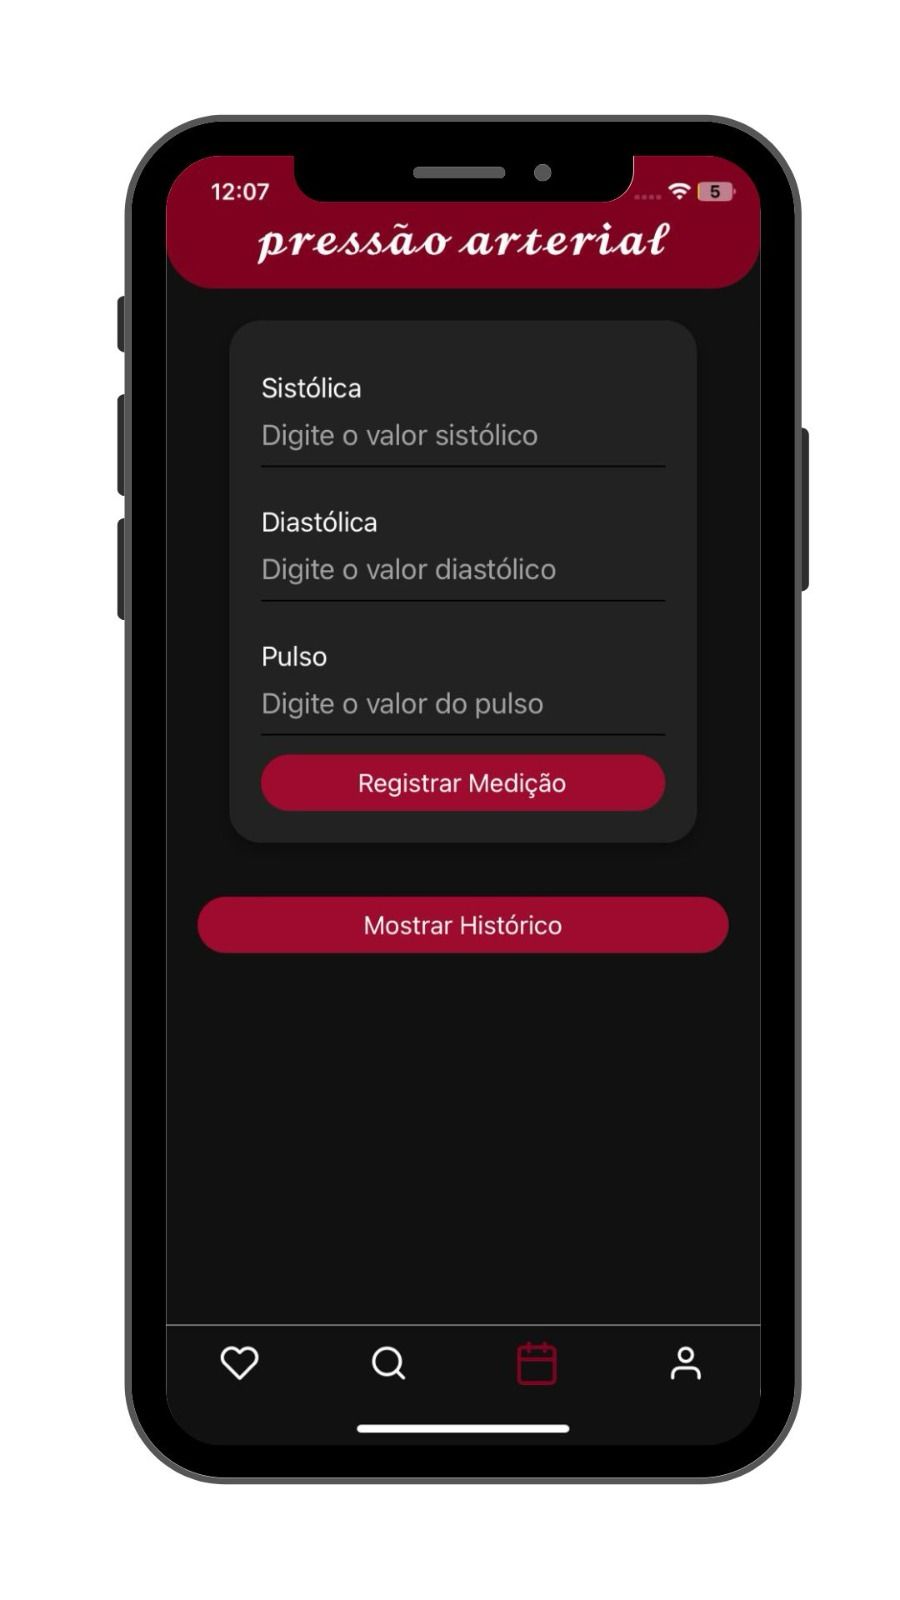 12:07
5
pressão arterial
Sistólica
Digite o valor sistólico
Diastólica
Digite o valor diastólico
Pulso
Digite o valor do pulso
Registrar Medição
Mostrar Histórico